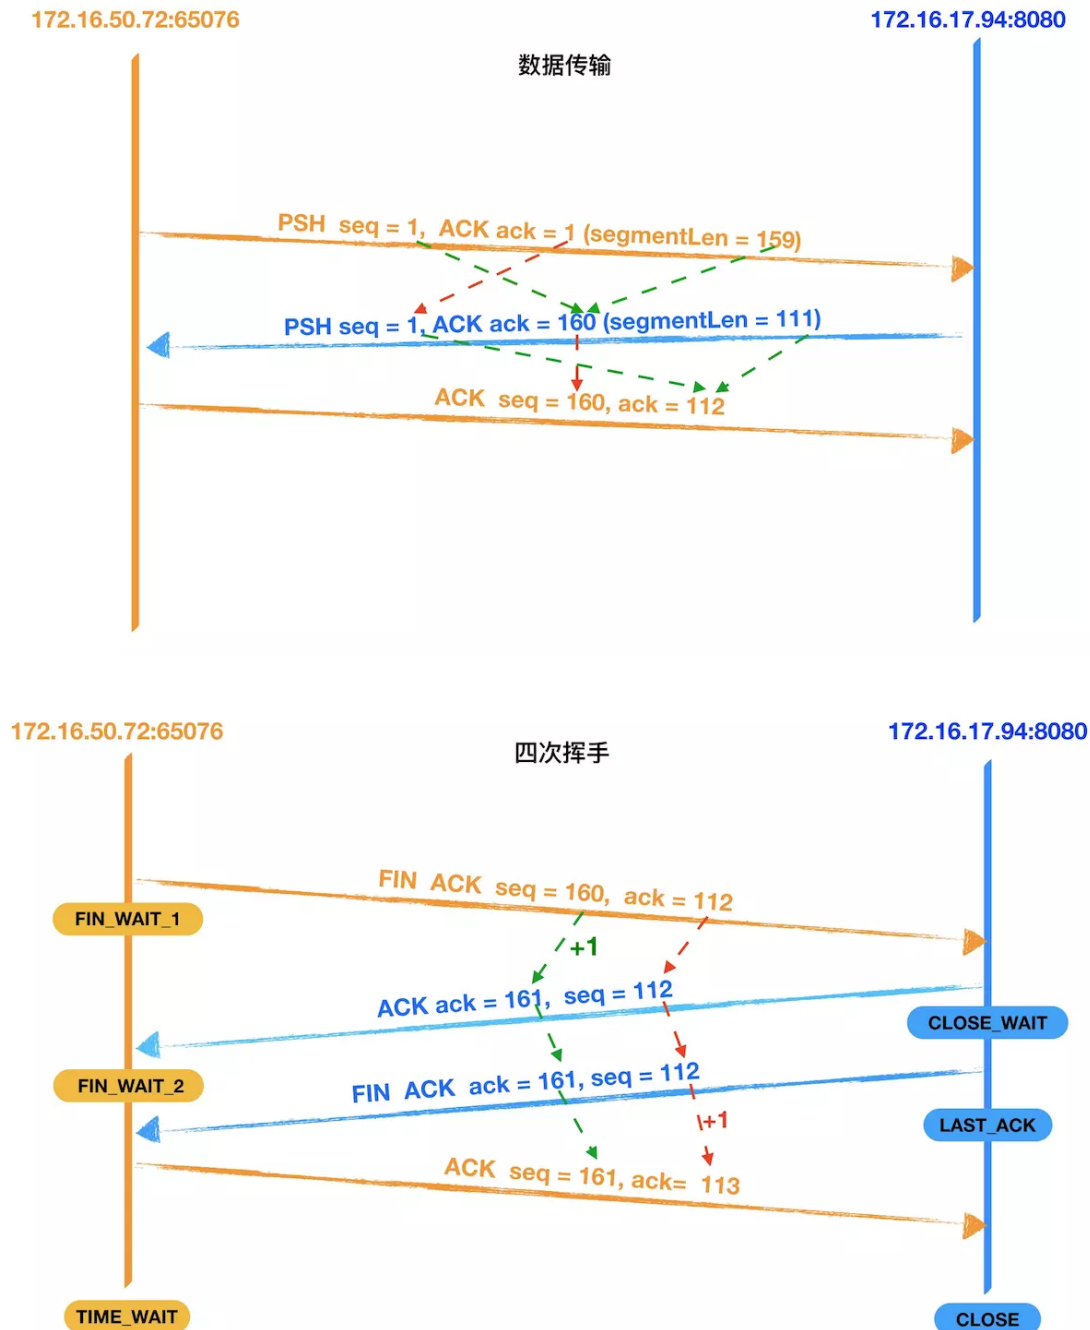 172.16.50.72:65076
172.16.17.94:8080
数据传输
PSH seq = 1, ACK ack = 1 (segmentLen = 159)
PSH seq = 1, ACK ack = 160 (segmentLen = 111)
ACK seq = 160, ack = 112
172.16.50.72:65076
172.16.17.94:8080
四次挥手
FIN ACK seq = 160, ack = 112
FIN_WAIT_1
+1
ACK ack = 161, seq = 112
CLOSE_WAIT
FIN_WAIT_2
FIN ACK ack = 161, seq = 112
+1
LAST_ACK
ACK seq = 161, ack= 113
TIME_WAIT
CLOSE